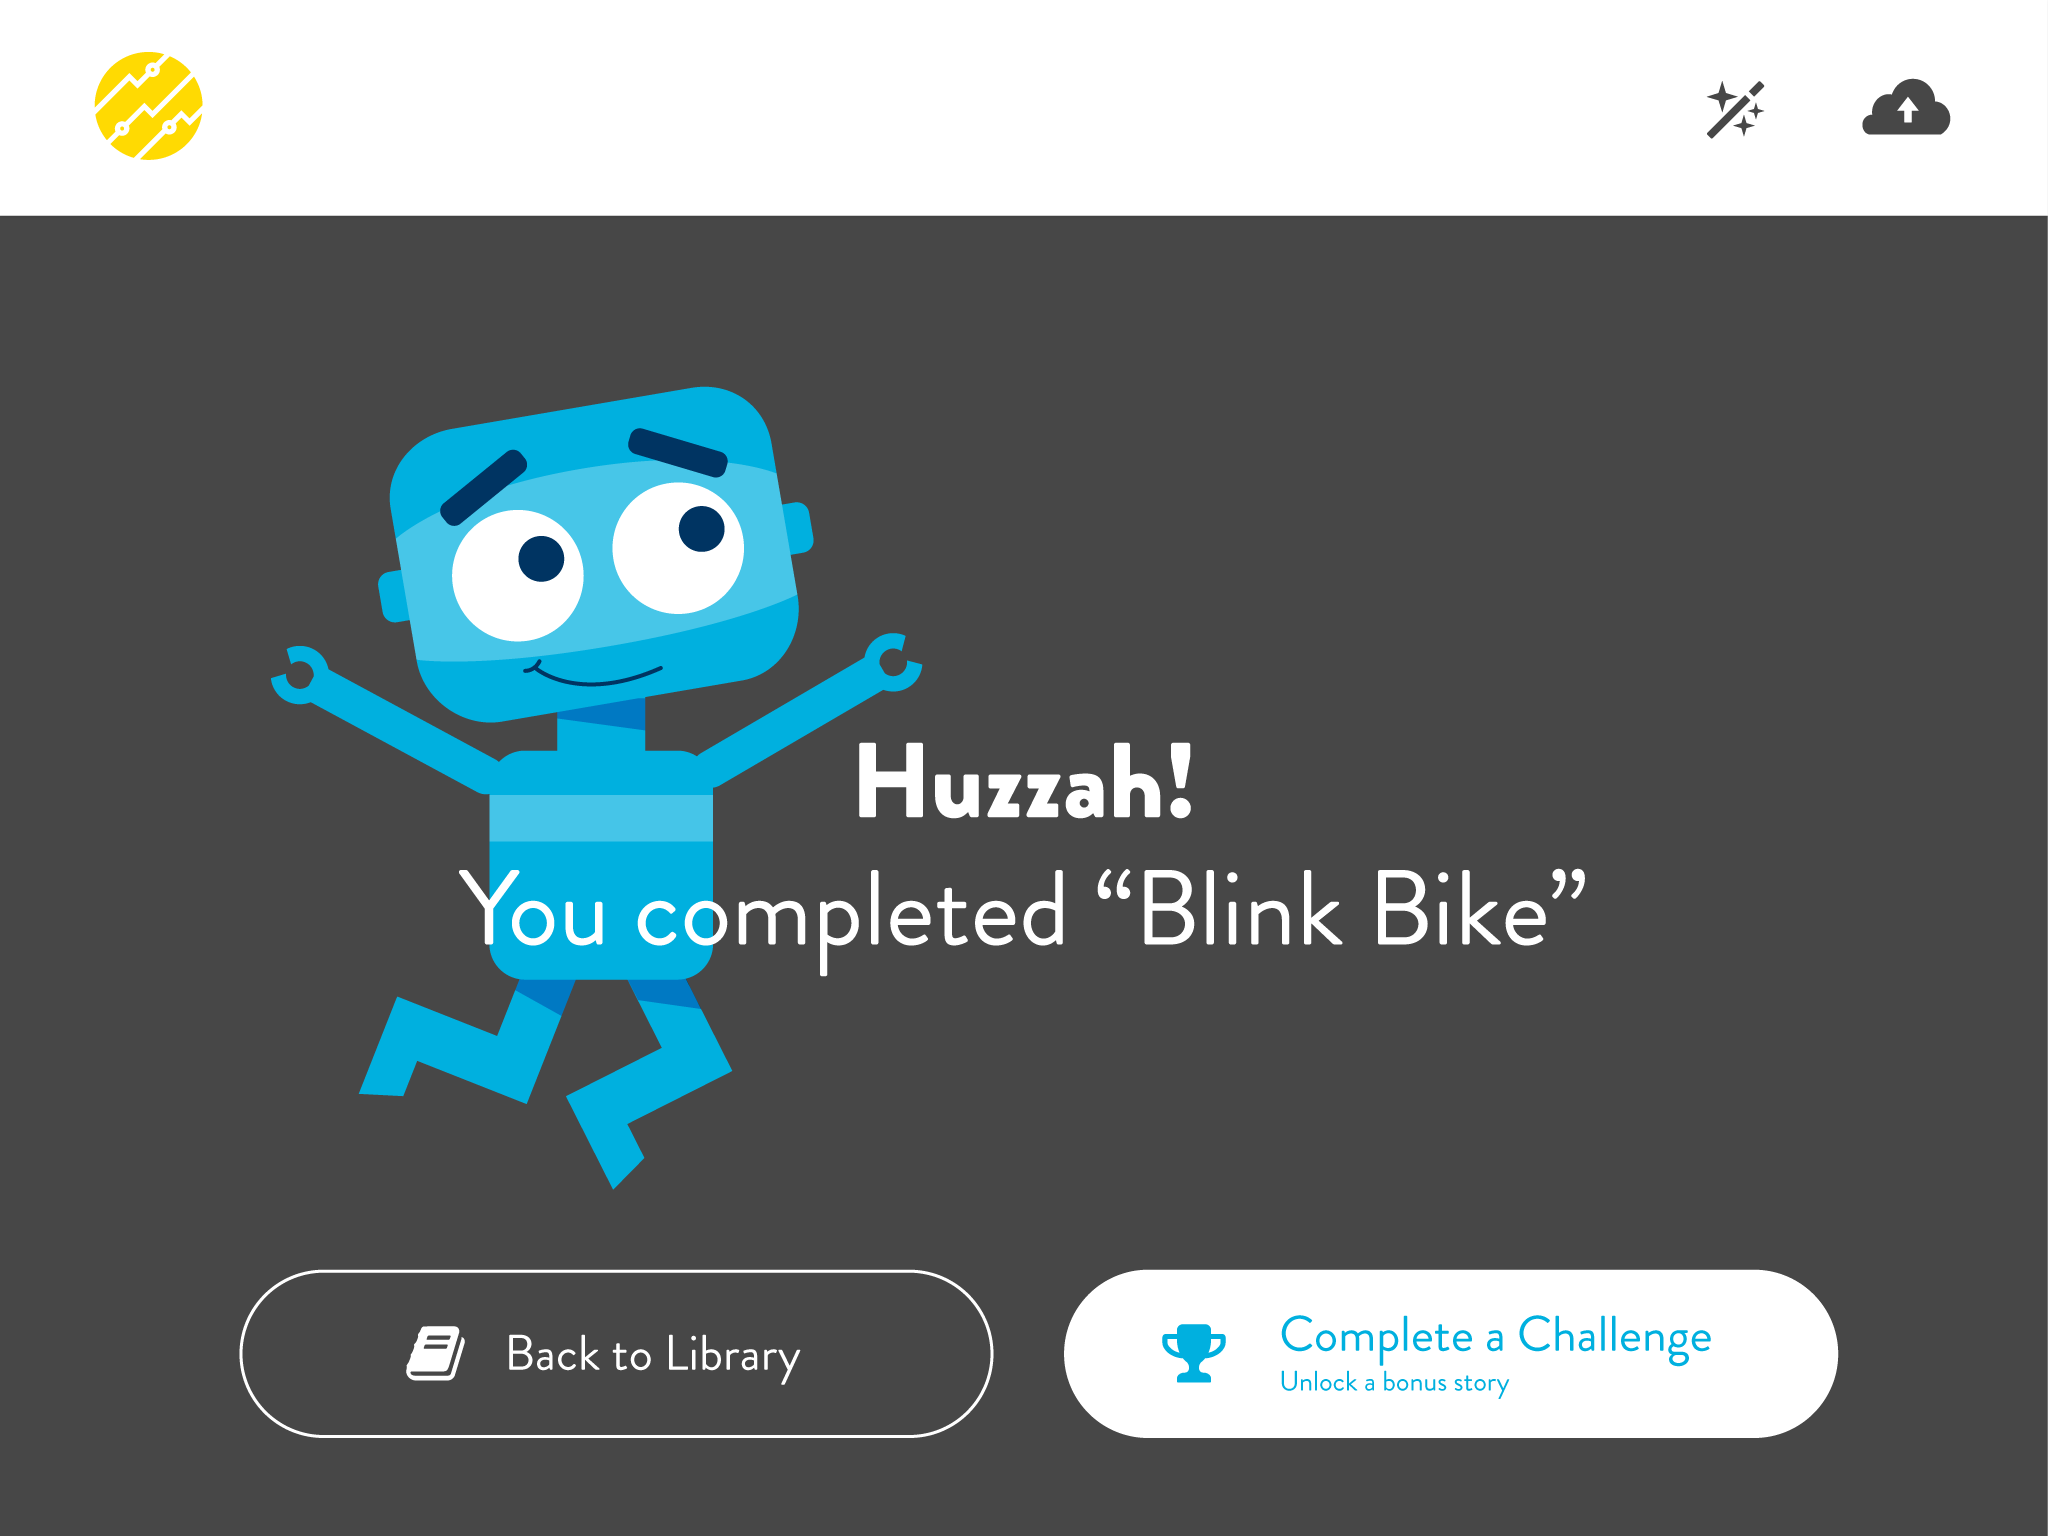 Huzzah!
You completed “Blink Bike”
Back to Library
Complete a Challenge
Unlock a bonus story